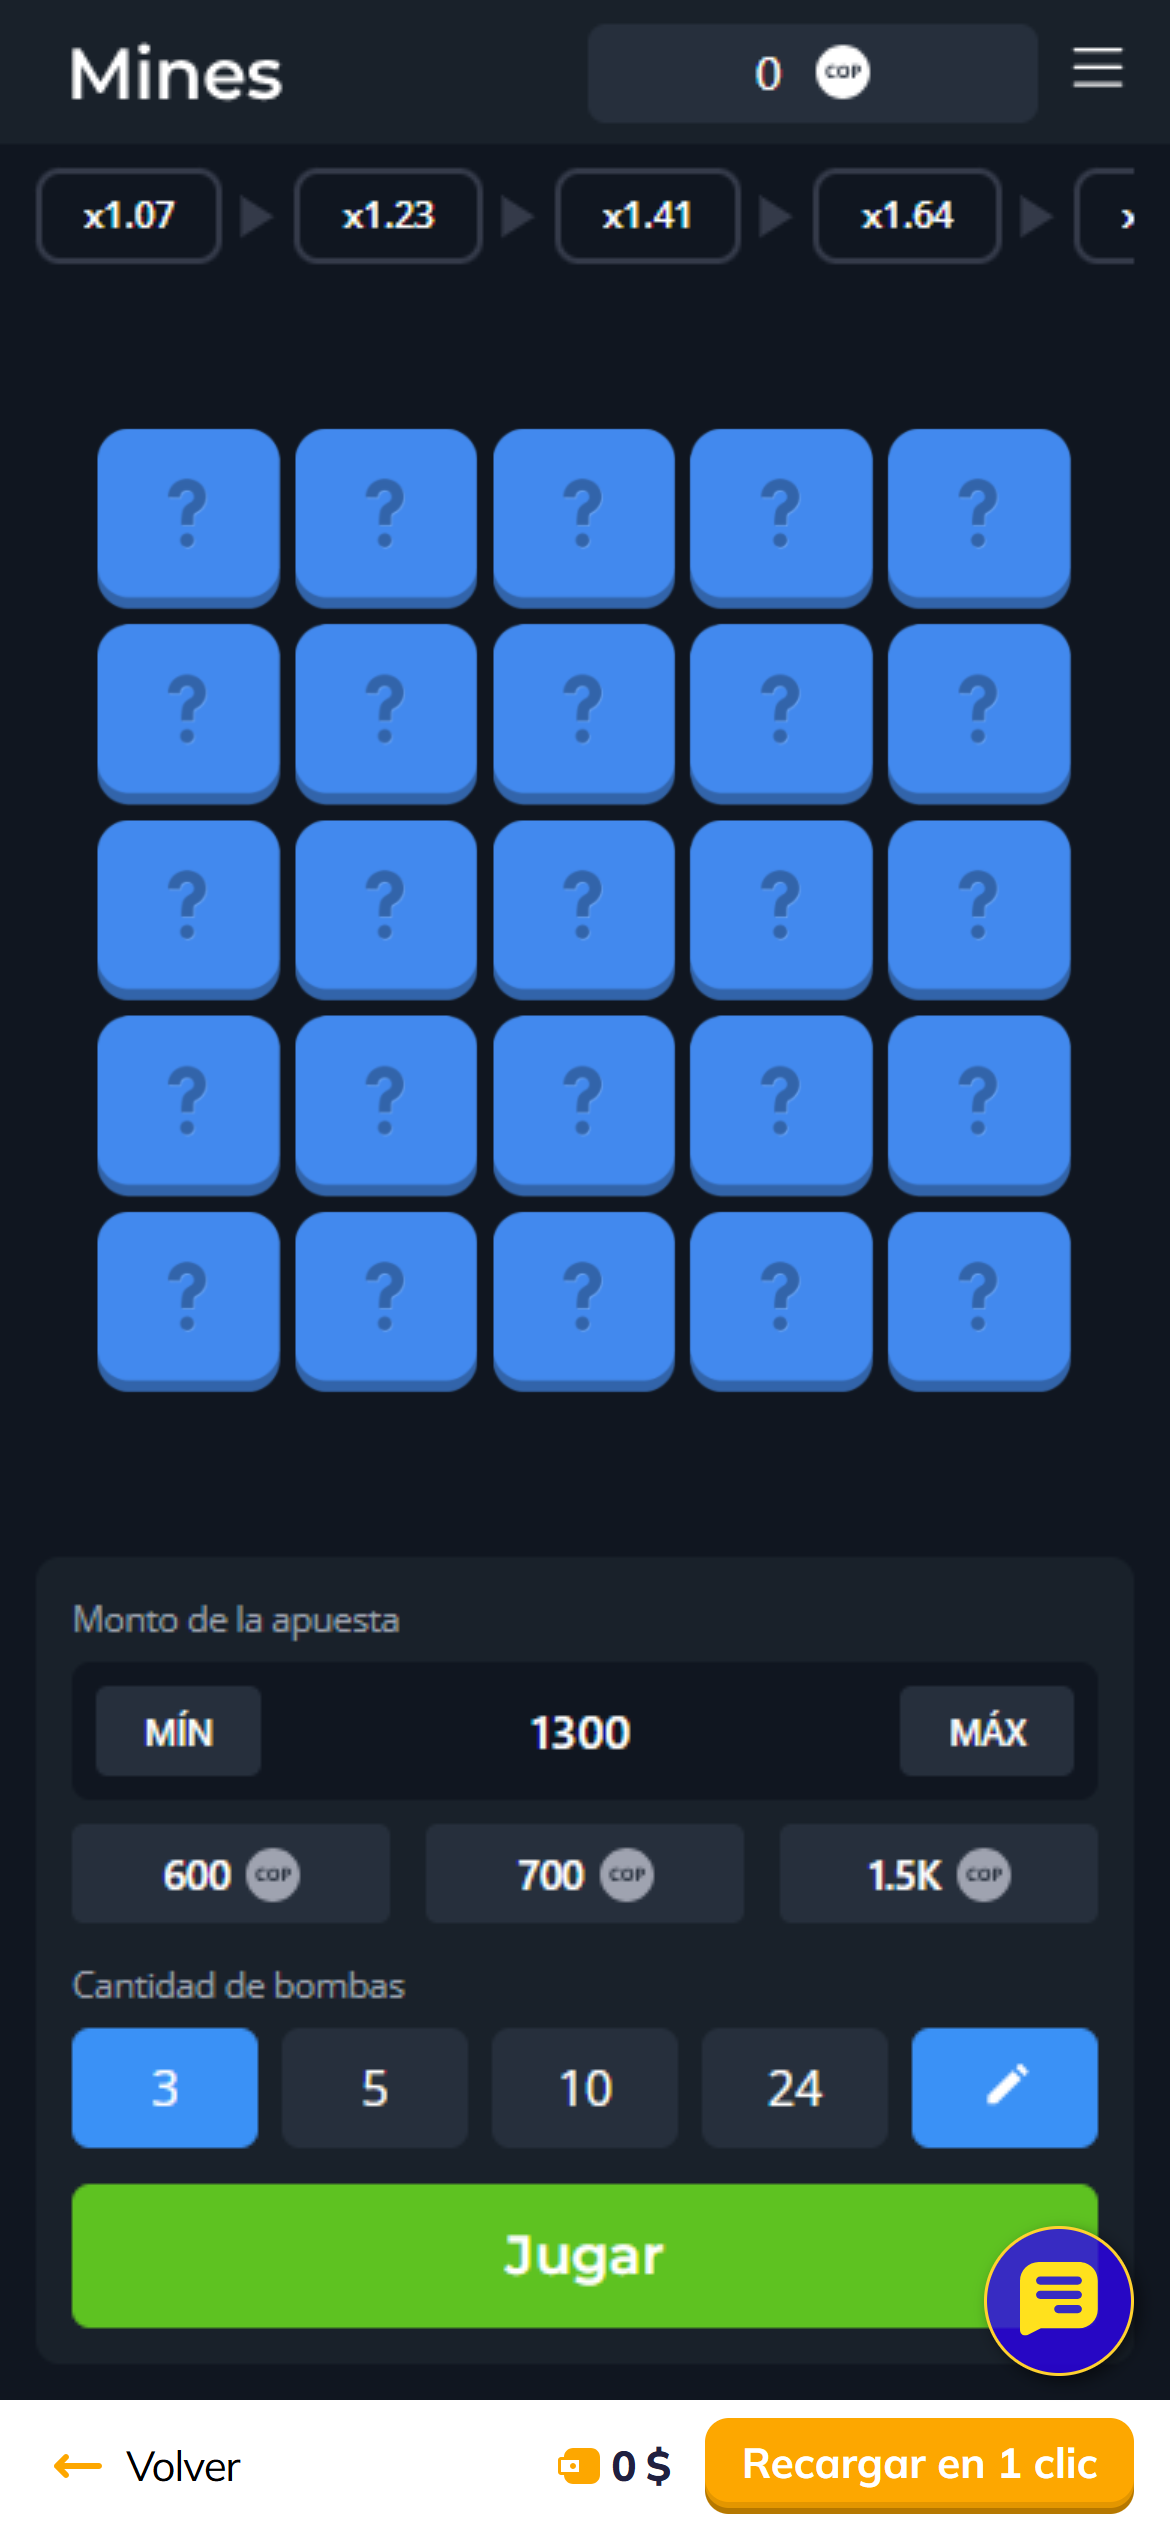 Mines 0 COP
x1.07 x1.23 x1.41 x1.64
? ? ? ? ?
? ? ? ? ?
? ? ? ? ?
? ? ? ? ?
? ? ? ? ?
Monto de la apuesta
MÍN 1300 MÁX
600 COP 700 COP 1.5K COP
Cantidad de bombas
3 5 10 24
Jugar
Volver 0 $ Recargar en 1 clic